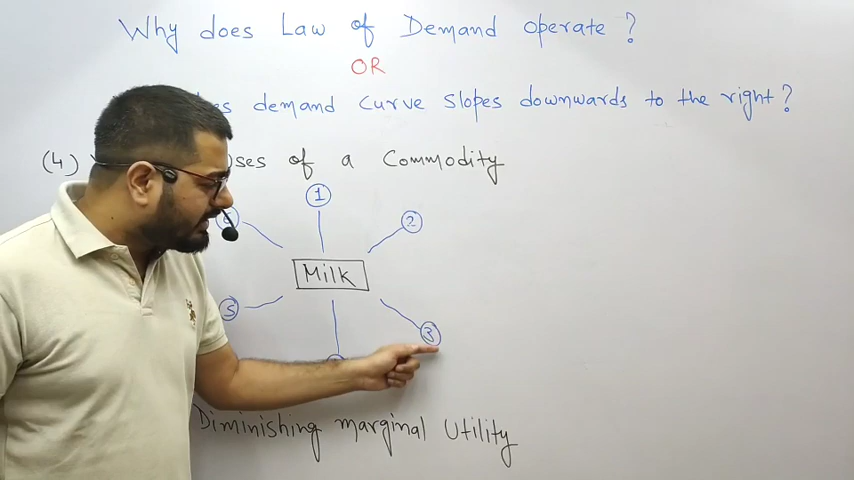 Why does Law of Demand operate ?
OR
demand curve slopes downwards to the right ?
(4) of a Commodity
1
2
Milk
5
3
Diminishing marginal Utility